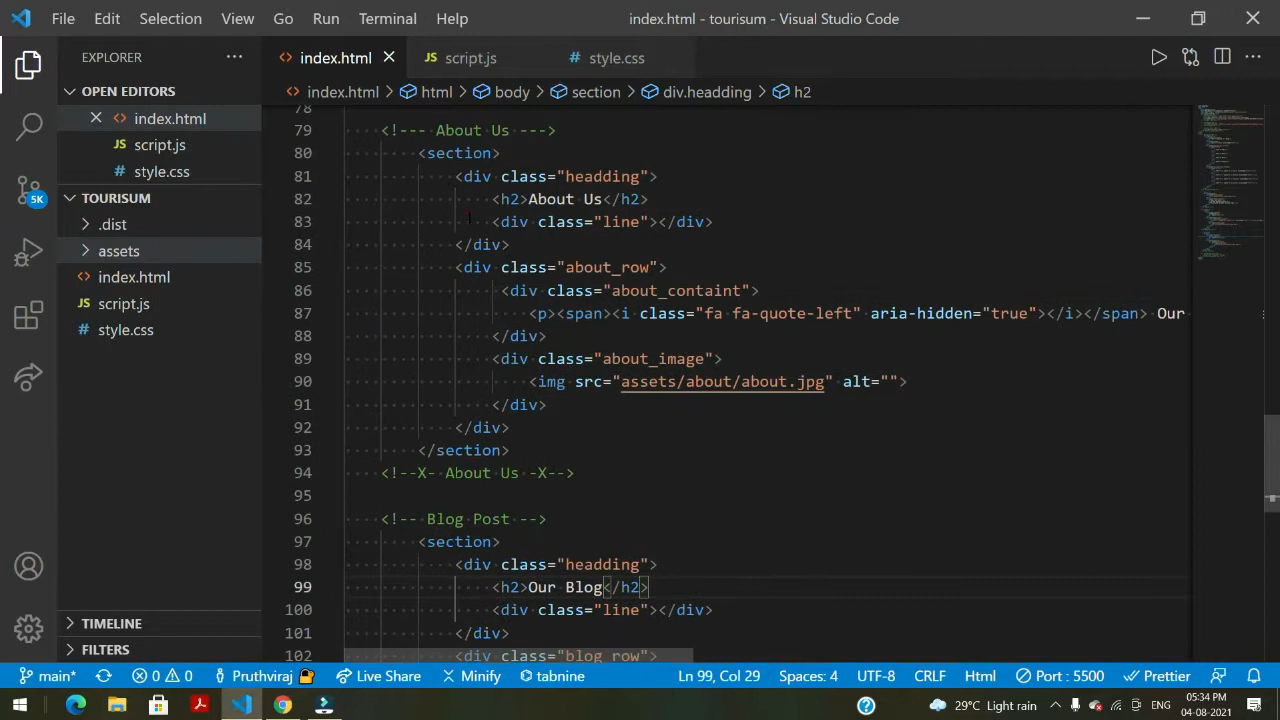 File Edit Selection View Go Run Terminal Help index.html - tourisum - Visual Studio Code
EXPLORER
OPEN EDITORS
index.html
script.js
style.css
TOURISUM
.dist
assets
index.html
script.js
style.css
TIMELINE
FILTERS
index.html JS script.js # style.css
index.html > html > body > section > div.headding > h2
78
79 <!--- About Us --->
80 <section>
81 <div class="headding">
82 <h2>About Us</h2>
83 <div class="line"></div>
84 </div>
85 <div class="about_row">
86 <div class="about_containt">
87 <p><span><i class="fa fa-quote-left" aria-hidden="true"></i></span> Our
88 </div>
89 <div class="about_image">
90 <img src="assets/about/about.jpg" alt="">
91 </div>
92 </div>
93 </section>
94 <!--X- About Us -X-->
95
96 <!-- Blog Post -->
97 <section>
98 <div class="headding">
99 <h2>Our Blog</h2>
100 <div class="line"></div>
101 </div>
102 <div class="blog_row">
main* 0 0 Pruthviraj Live Share Minify tabnine Ln 99, Col 29 Spaces: 4 UTF-8 CRLF Html Port : 5500 Prettier
29°C Light rain ENG 05:34 PM
04-08-2021
5K